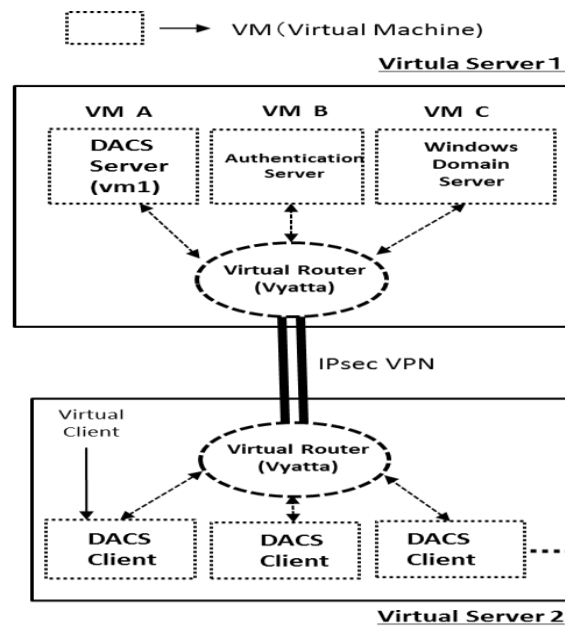 VM(Virtual Machine)
Virtula Server 1
VM A
VM B
VM C
DACS
Server
(vm1)
Authentication
Server
Windows
Domain
Server
Virtual Router
(Vyatta)
IPsec VPN
Virtual
Client
Virtual Router
(Vyatta)
DACS
Client
DACS
Client
DACS
Client
Virtual Server 2